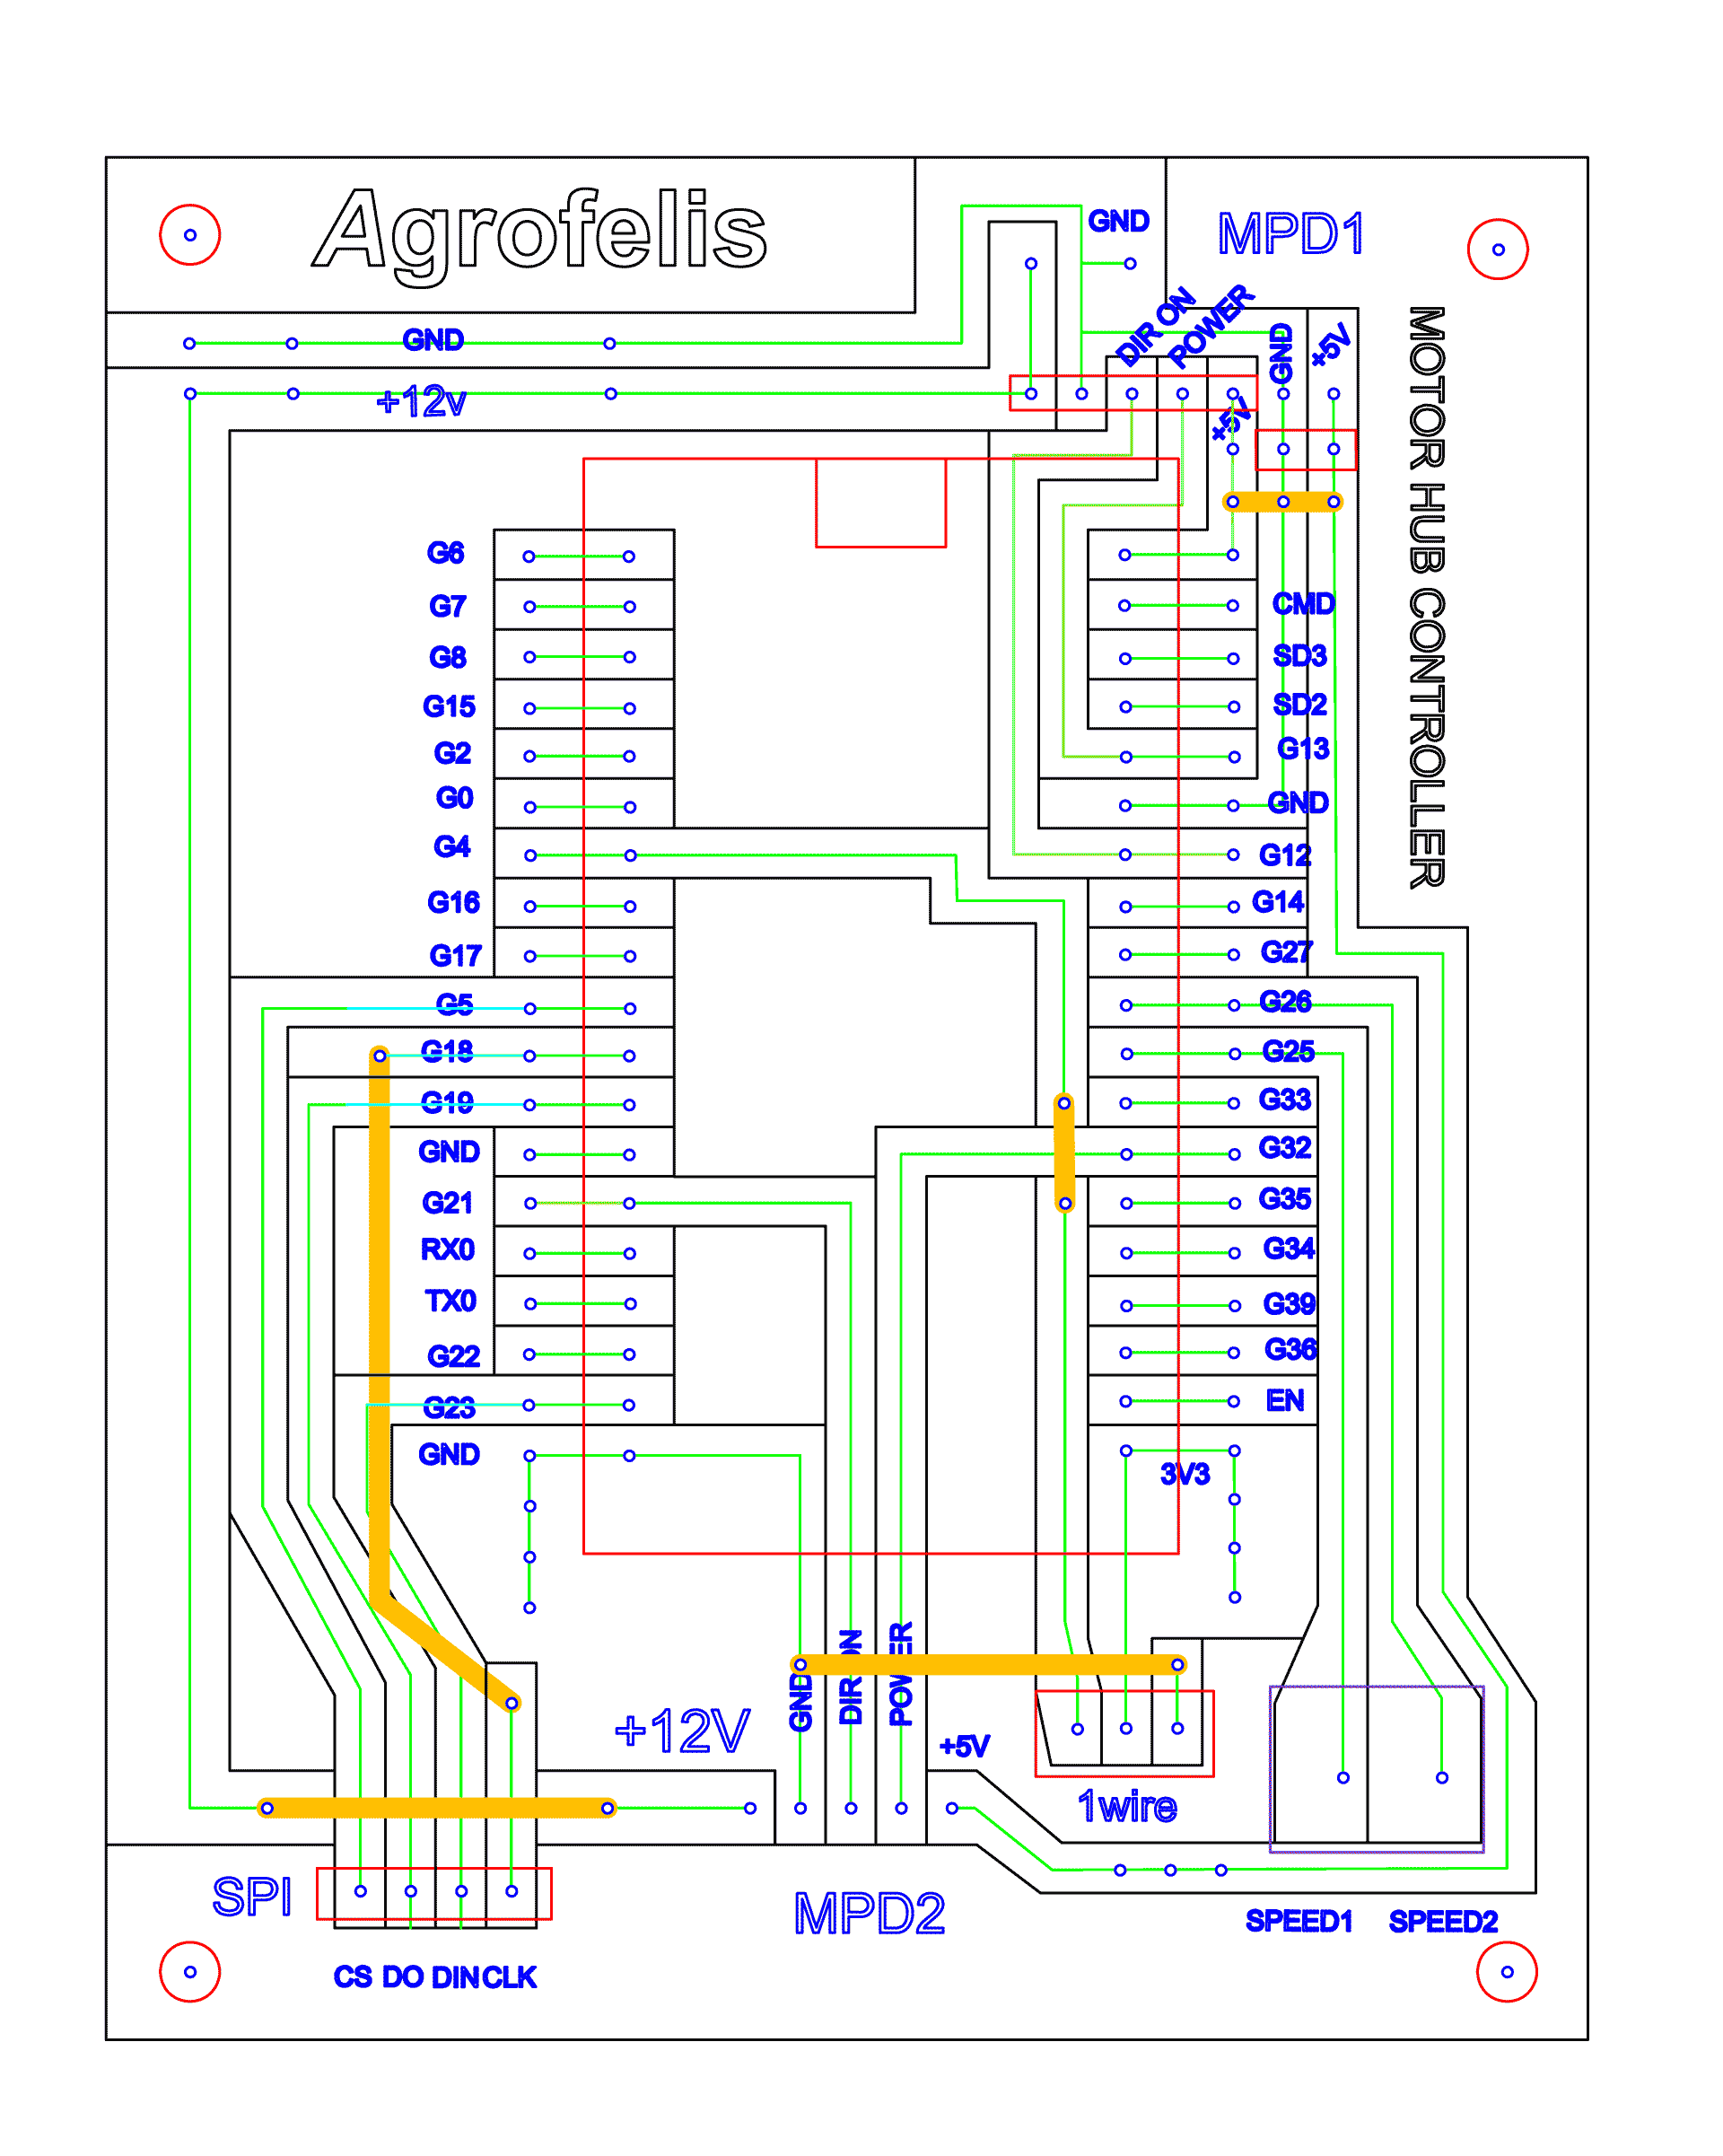 Agrofelis
GND
MPD1
DIR ON
POWER
GND
+5V
GND
+12v
+5V
MOTOR HUB CONTROLLER
G6
G7
G8
G15
G2
G0
G4
G16
G17
G5
G18
G19
GND
G21
RX0
TX0
G22
G23
GND
CMD
SD3
SD2
G13
GND
G12
G14
G27
G26
G25
G33
G32
G35
G34
G39
G36
EN
3V3
+12V
GND
DIR ON
POWER
+5V
1wire
SPI
MPD2
SPEED1 SPEED2
CS DO DIN CLK